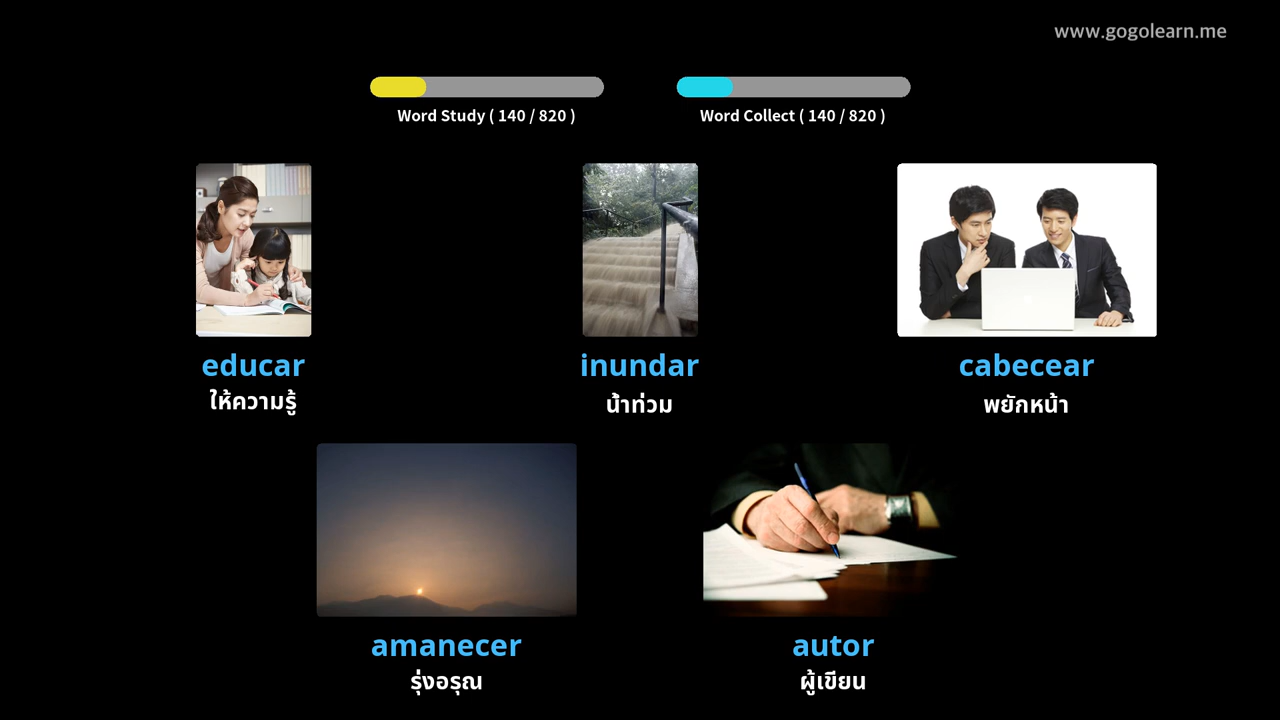 www.gogolearn.me
Word Study ( 140 / 820 )
Word Collect ( 140 / 820 )
educar
ให้ความรู้
inundar
น้ำท่วม
cabecear
พยักหน้า
amanecer
รุ่งอรุณ
autor
ผู้เขียน